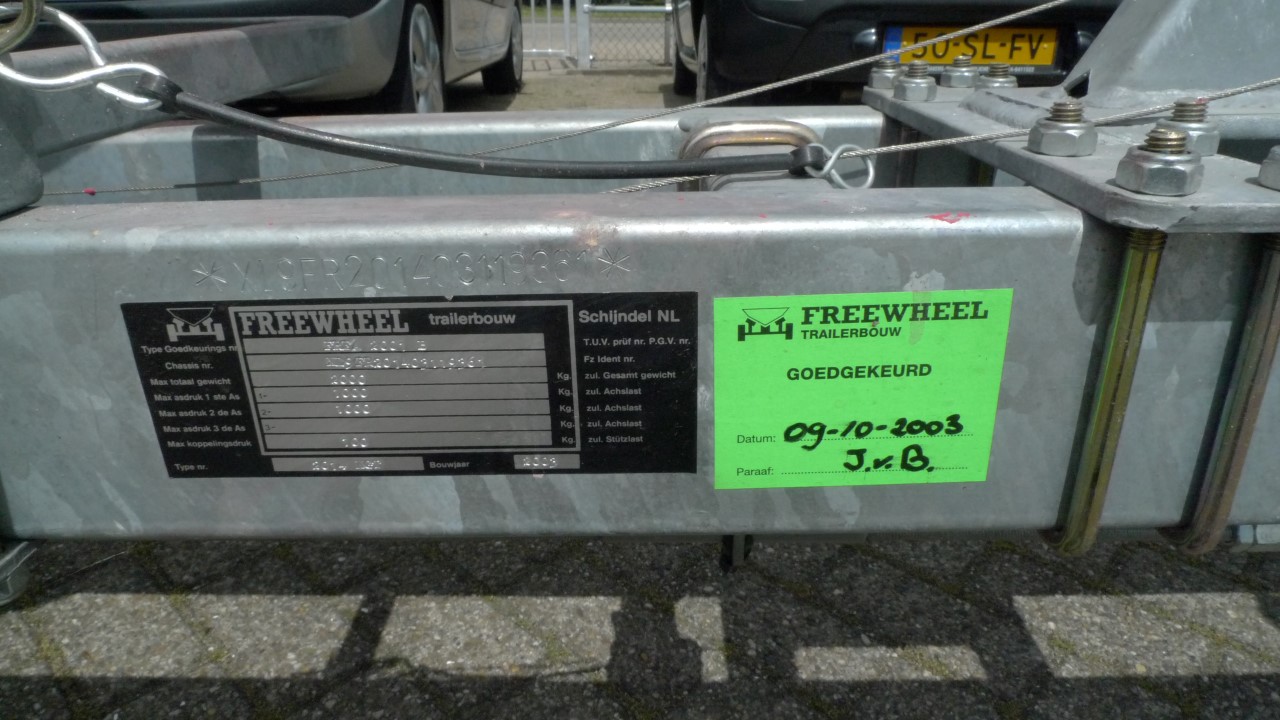 50-SL-FV
*XLSFR201403119361*
FREEWHEEL trailerbouw Schijndel NL
Type Goedkeurings nr T.U.V. prüf nr. P.G.V. nr.
Chassis nr. Fz Ident nr.
Max totaal gewicht 2000 Kg. zul. Gesamt gewicht
Max asdruk 1 ste As 1- 1000 Kg. zul. Achslast
Max asdruk 2 de As 1000 Kg. zul. Achslast
Max asdruk 3 de As 3- Kg. zul. Achslast
Max koppelingsdruk 100 Kg. zul. Stützlast
Type nr. Bouwjaar 2003
FREEWHEEL
TRAILERBOUW
GOEDGEKEURD
Datum: 09-10-2003
Paraaf: J.v.B.